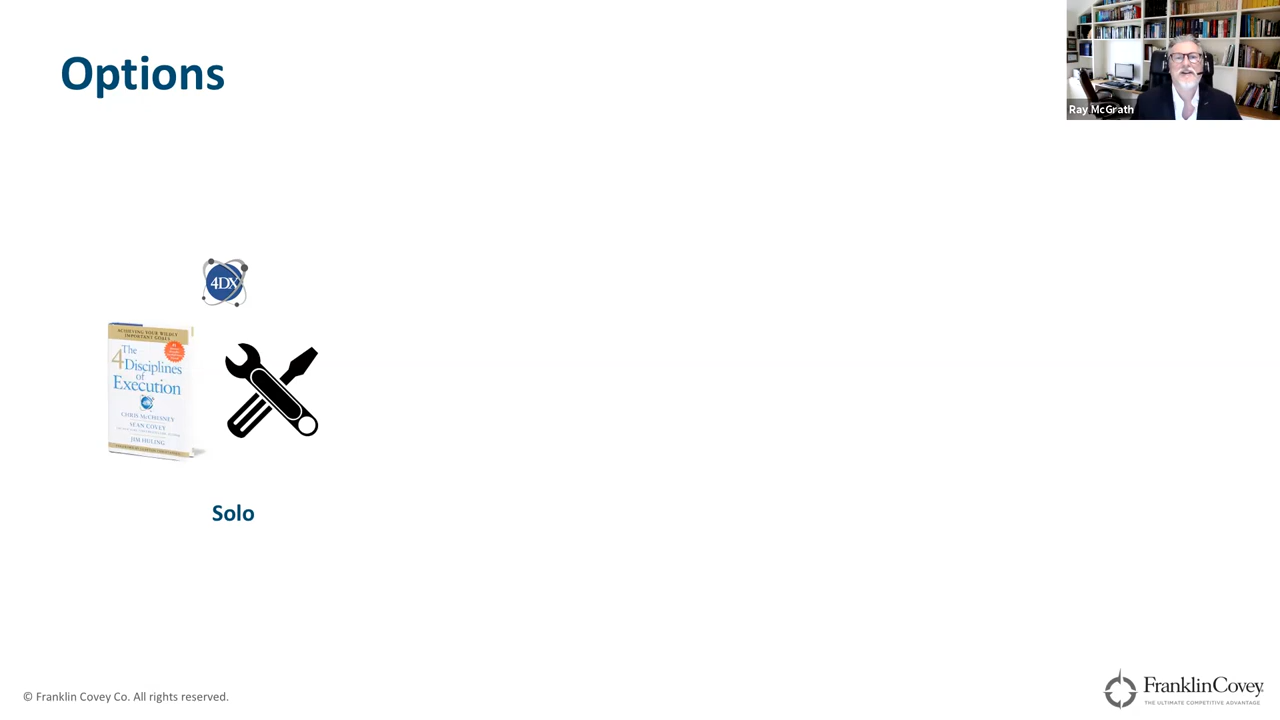 Options
Ray McGrath
4DX
ACHIEVING YOUR WILDLY
IMPORTANT GOALS
The
4 Disciplines
of
Execution
CHRIS McCHESNEY
SEAN COVEY
JIM HULING
Solo
© Franklin Covey Co. All rights reserved.
FranklinCovey
THE ULTIMATE COMPETITIVE ADVANTAGE